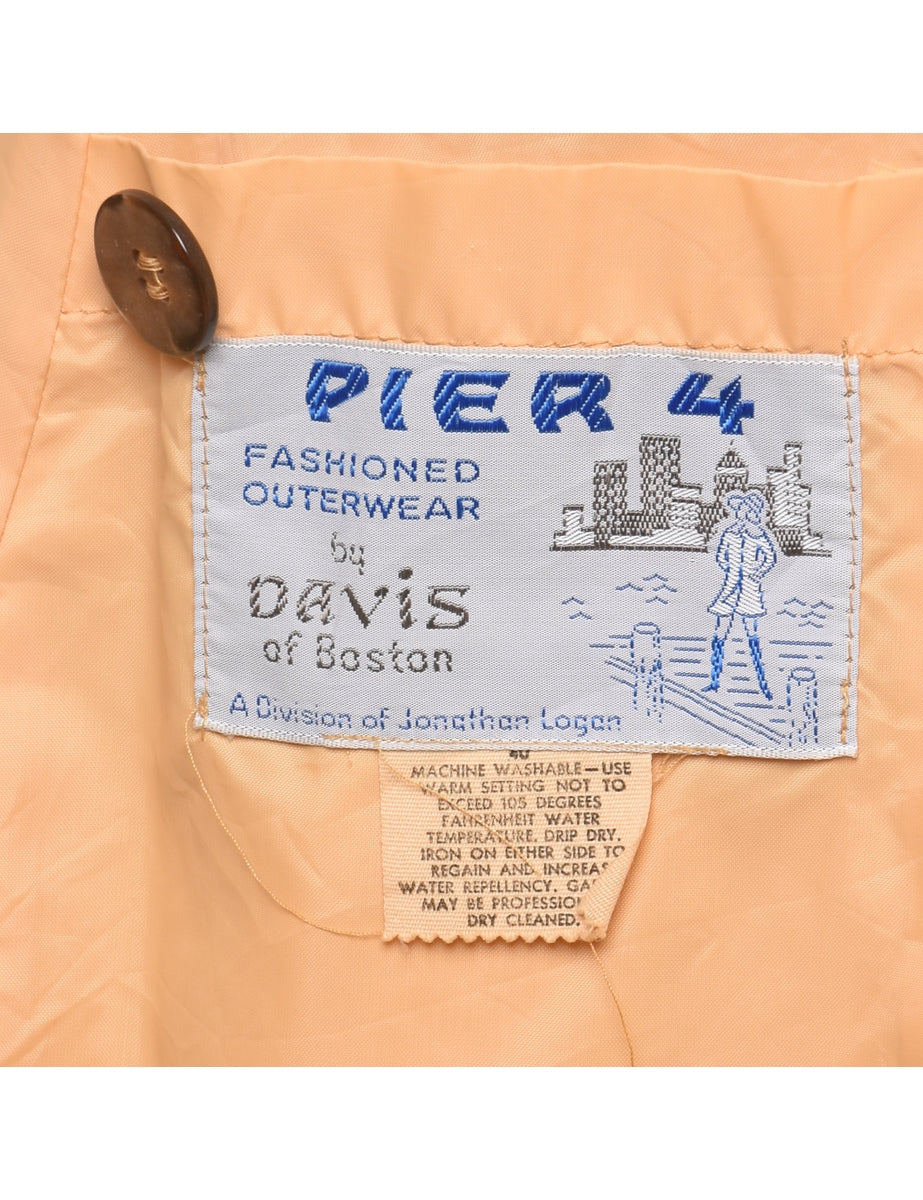 PIER 4
FASHIONED
OUTERWEAR
by
DAViS
of Boston
A Division of Jonathan Logan
40
MACHINE WASHABLE—USE
WARM SETTING NOT TO
EXCEED 105 DEGREES
FAHRENHEIT WATER
TEMPERATURE. DRIP DRY.
IRON ON EITHER SIDE TO
REGAIN AND INCREAS
WATER REPELLENCY. GA
MAY BE PROFESSIO
DRY CLEANED.